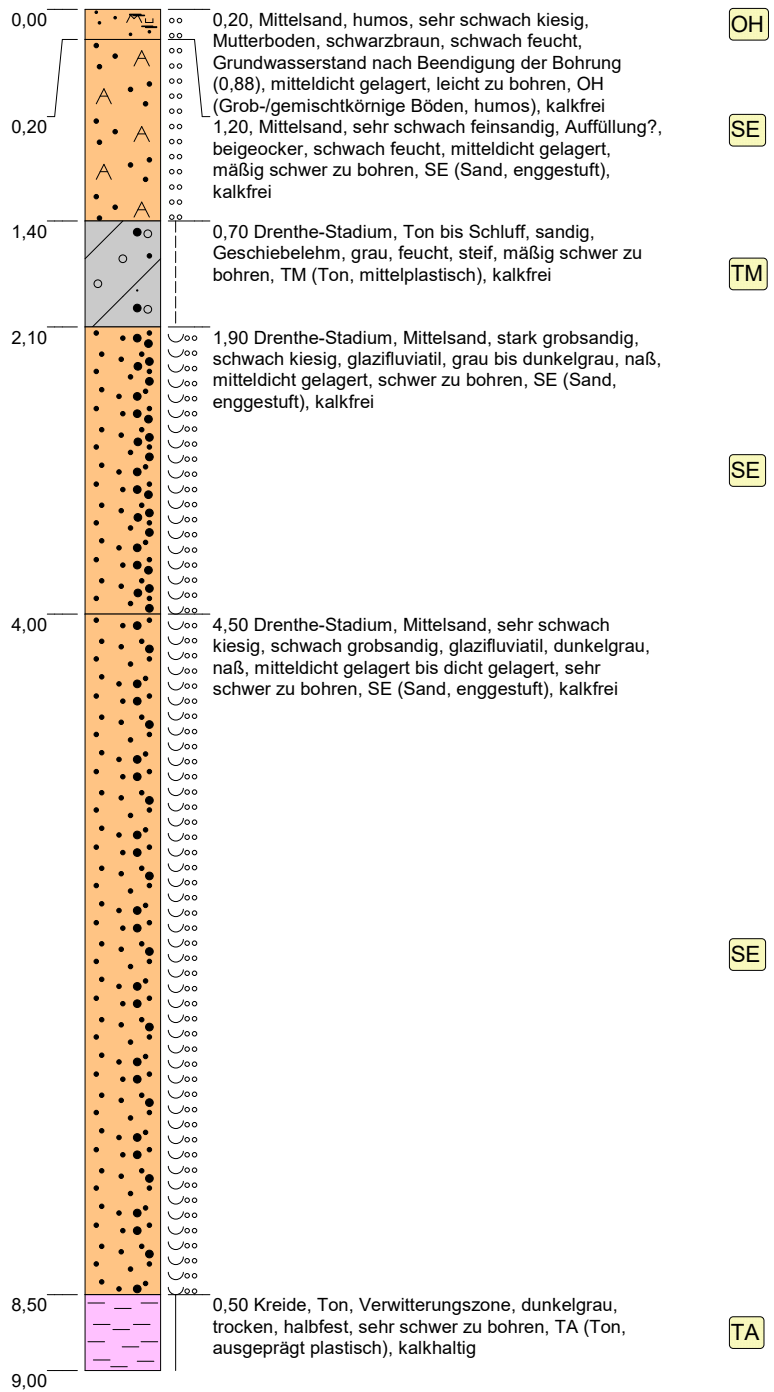 0,00
0,20, Mittelsand, humos, sehr schwach kiesig,
Mutterboden, schwarzbraun, schwach feucht,
Grundwasserstand nach Beendigung der Bohrung
(0,88), mitteldicht gelagert, leicht zu bohren, OH
(Grob-/gemischtkörnige Böden, humos), kalkfrei
OH
0,20
1,20, Mittelsand, sehr schwach feinsandig, Auffüllung?,
beigeocker, schwach feucht, mitteldicht gelagert,
mäßig schwer zu bohren, SE (Sand, enggestuft),
kalkfrei
SE
1,40
0,70 Drenthe-Stadium, Ton bis Schluff, sandig,
Geschiebelehm, grau, feucht, steif, mäßig schwer zu
bohren, TM (Ton, mittelplastisch), kalkfrei
TM
2,10
1,90 Drenthe-Stadium, Mittelsand, stark grobsandig,
schwach kiesig, glazifluviatil, grau bis dunkelgrau, naß,
mitteldicht gelagert, schwer zu bohren, SE (Sand,
enggestuft), kalkfrei
SE
4,00
4,50 Drenthe-Stadium, Mittelsand, sehr schwach
kiesig, schwach grobsandig, glazifluviatil, dunkelgrau,
naß, mitteldicht gelagert bis dicht gelagert, sehr
schwer zu bohren, SE (Sand, enggestuft), kalkfrei
SE
8,50
0,50 Kreide, Ton, Verwitterungszone, dunkelgrau,
trocken, halbfest, sehr schwer zu bohren, TA (Ton,
ausgeprägt plastisch), kalkhaltig
TA
9,00